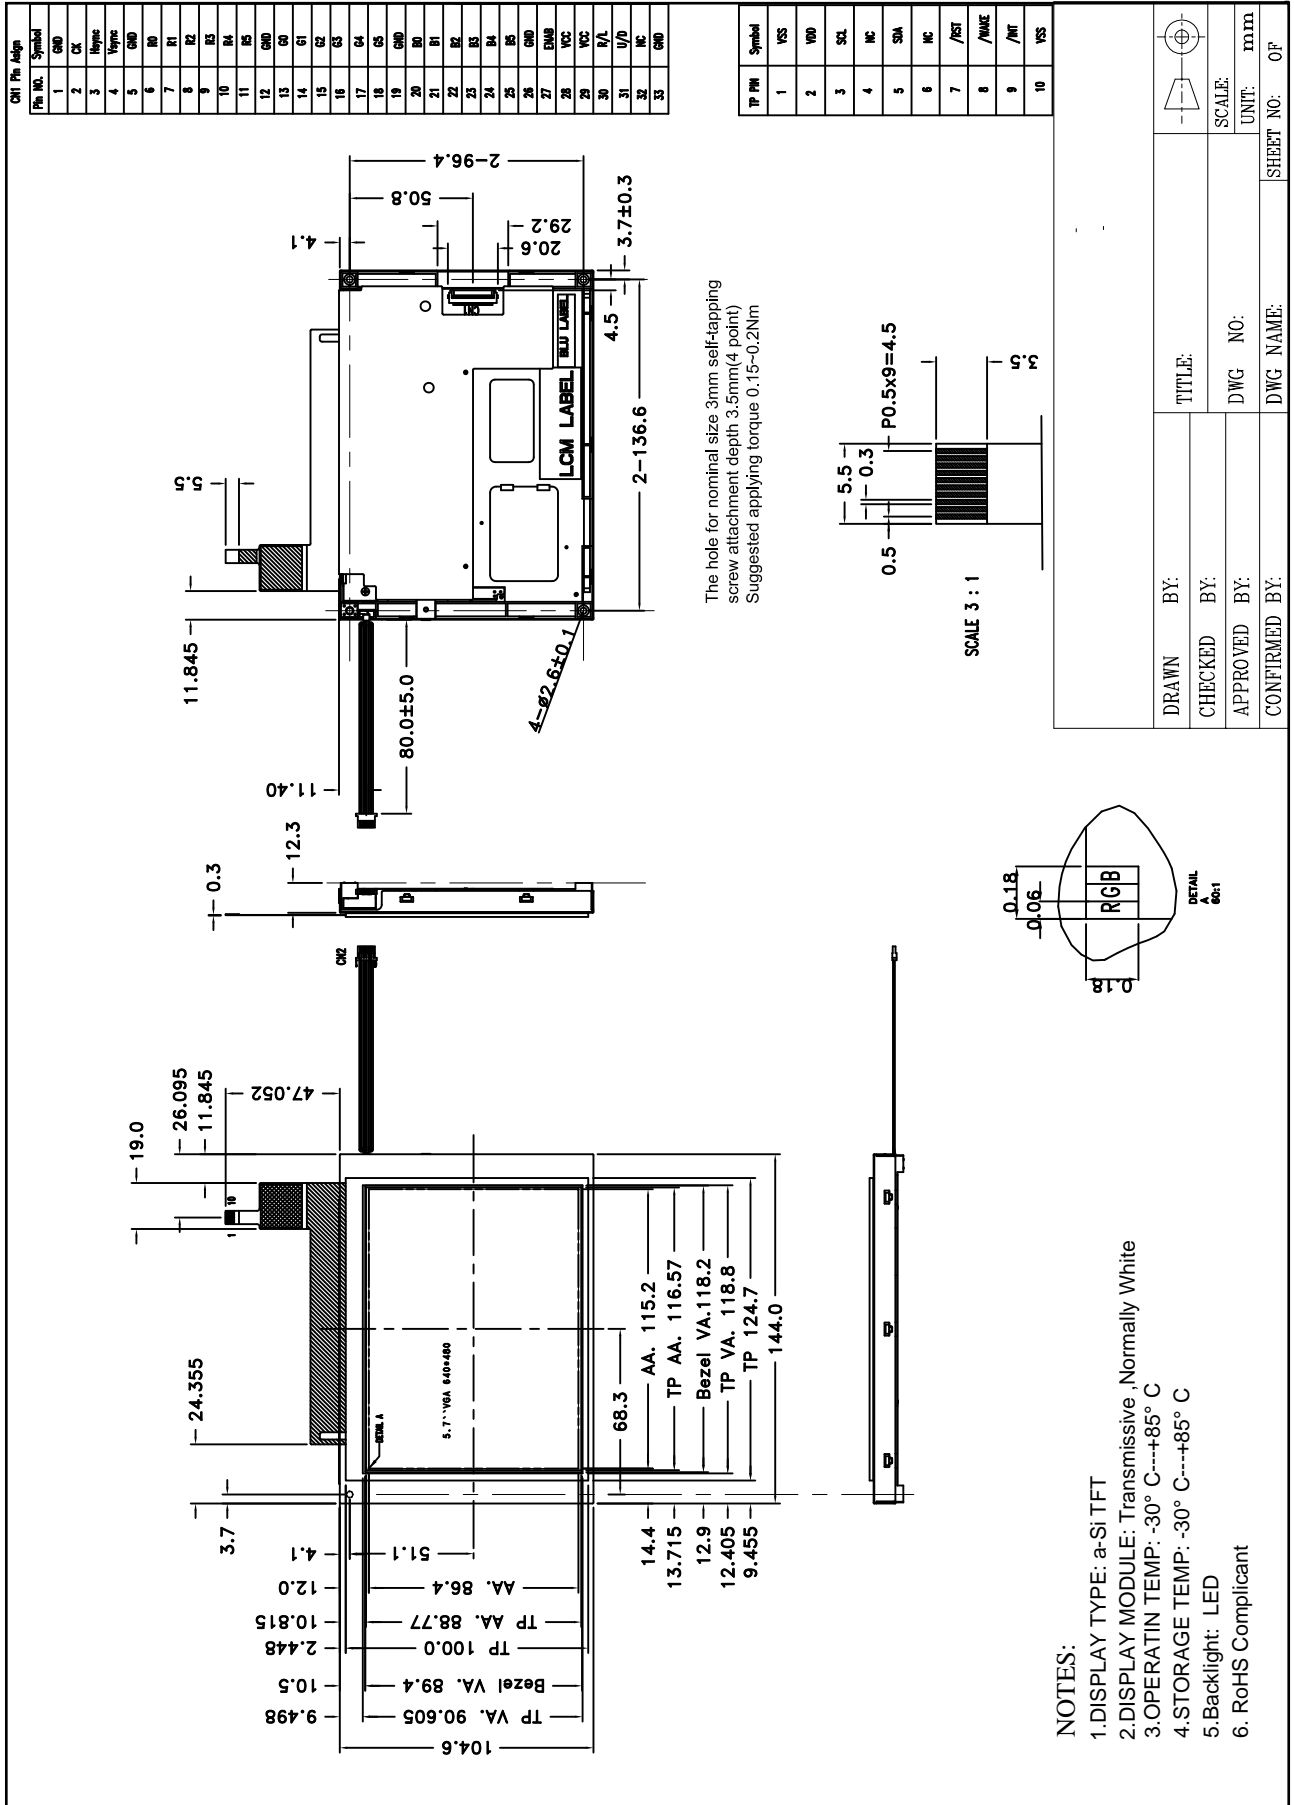 CN1 Pin Asign
Pin NO. Symbol
1 GND
2 CK
3 Hsync
4 Vsync
5 GND
6 R0
7 R1
8 R2
9 R3
10 R4
11 R5
12 GND
13 G0
14 G1
15 G2
16 G3
17 G4
18 G5
19 GND
20 B0
21 B1
22 B2
23 B3
24 B4
25 B5
26 GND
27 ENAB
28 VCC
29 VCC
30 R/L
31 U/D
32 NC
33 GND
TP PIN Symbol
1 VSS
2 VDD
3 SCL
4 NC
5 SDA
6 NC
7 /RST
8 /WAKE
9 /INT
10 VSS
2-96.4
50.8
4.1
29.2
20.6
3.7±0.3
4.5
CN1
BLU LABEL
LCM LABEL
2-136.6
5.5
11.845
80.0±5.0
4-ø2.6±0.1
11.40
The hole for nominal size 3mm self-tapping
screw attachment depth 3.5mm(4 point)
Suggested applying torque 0.15~0.2Nm
P0.5x9=4.5
5.5
0.3
0.5
3.5
SCALE 3 : 1
12.3
0.3
CN2
47.052
26.095
11.845
19.0
1 10
24.355
3.7
DETAIL A
5.7``VGA 640*480
68.3
AA. 115.2
TP AA. 116.57
Bezel VA.118.2
TP VA. 118.8
TP 124.7
144.0
14.4
13.715
12.9
12.405
9.455
4.1
51.1
12.0
AA. 86.4
10.815
TP AA. 88.77
2.448
TP 100.0
10.5
Bezel VA. 89.4
9.498
TP VA. 90.605
104.6
0.18
0.06
R G B
0.18
DETAIL
A
60:1
NOTES:
1.DISPLAY TYPE: a-Si TFT
2.DISPLAY MODULE: Transmissive ,Normally White
3.OPERATIN TEMP: -30° C---+85° C
4.STORAGE TEMP: -30° C---+85° C
5.Backlight: LED
6. RoHS Complicant
DRAWN BY:
CHECKED BY:
APPROVED BY:
CONFIRMED BY:
TITLE:
DWG NO:
DWG NAME:
SCALE:
UNIT: mm
SHEET NO: OF